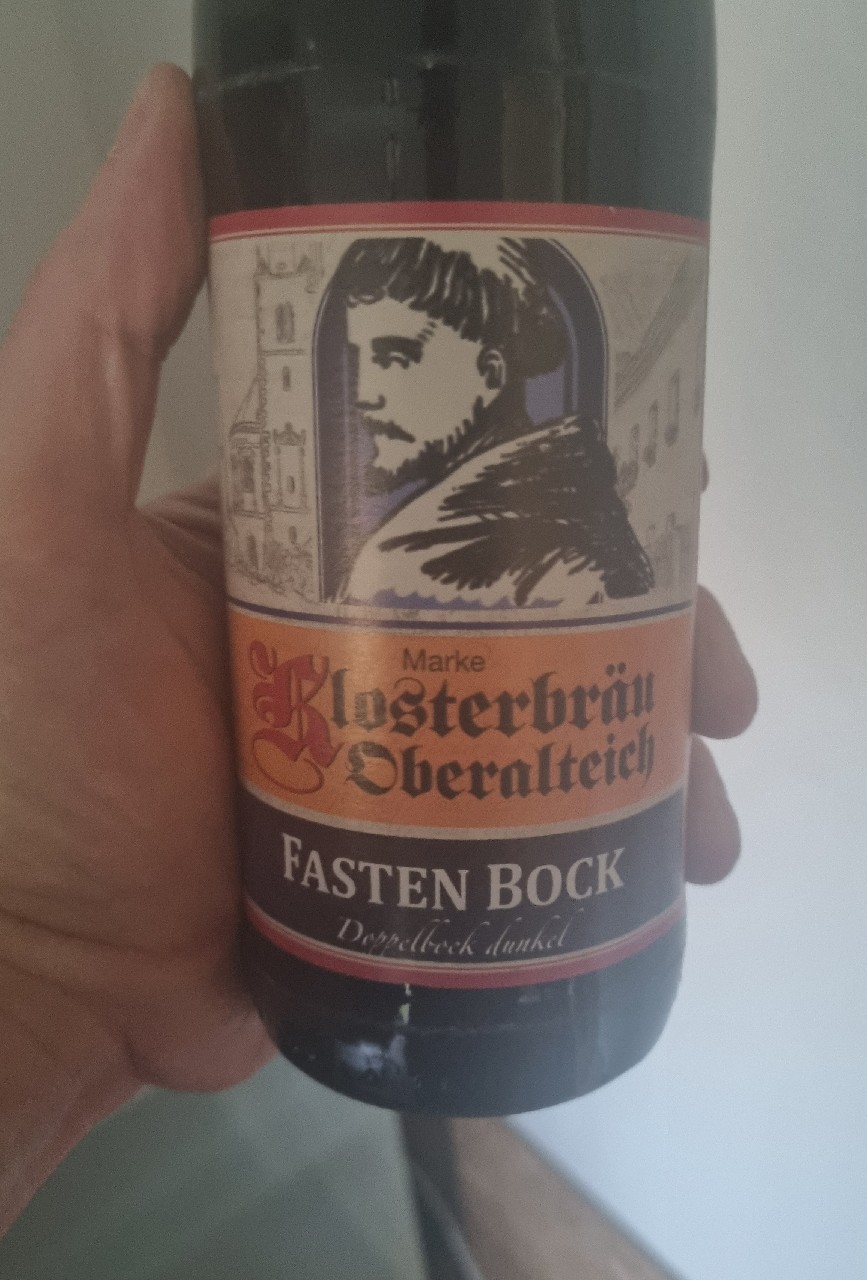 Marke
Klosterbräu
Oberalteich
FASTEN BOCK
Doppelbock dunkel